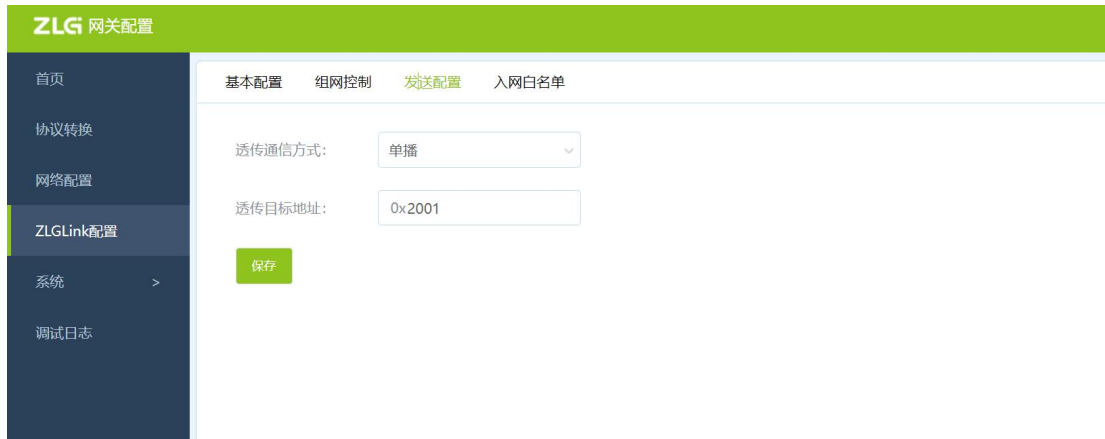 ZLG 网关配置
首页
协议转换
网络配置
ZLGLink配置
系统 >
调试日志
基本配置 组网控制 发送配置 入网白名单
透传通信方式: 单播
透传目标地址: 0x2001
保存